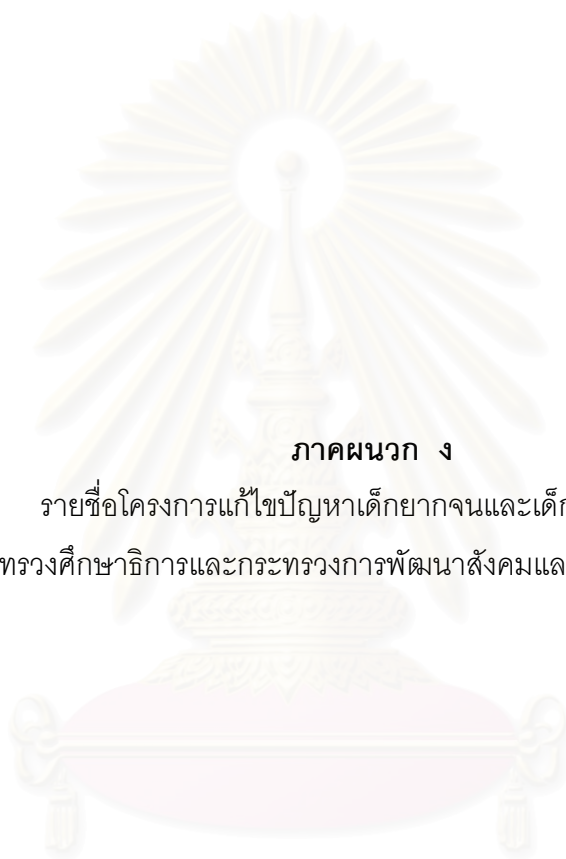 ภาคผนวก ง
รายชื่อโครงการแก้ไขปัญหาเด็กยากจนและเด็ก
ทรวงศึกษาธิการและกระทรวงการพัฒนาสังคมแล